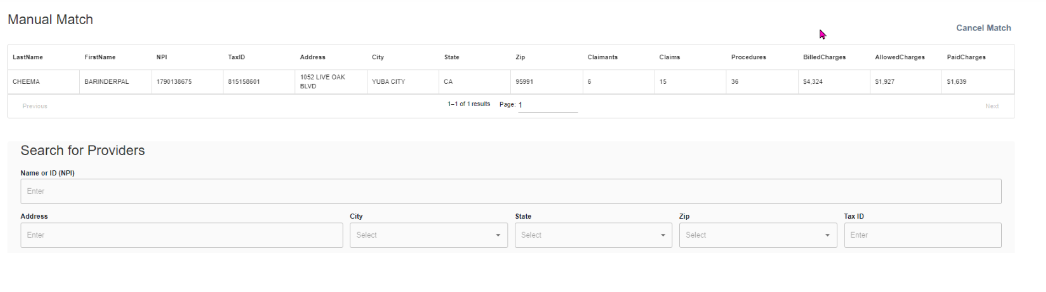 Manual Match
Cancel Match
LastName FirstName NPI TaxID Address City State Zip Claimants Claims Procedures BilledCharges AllowedCharges PaidCharges
CHEEMA BARINDERPAL 1790138675 815158601 1052 LIVE OAK BLVD YUBA CITY CA 95991 6 15 36 $4,324 $1,927 $1,639
Previous 1–1 of 1 results Page: 1 Next
Search for Providers
Name or ID (NPI)
Enter
Address City State Zip Tax ID
Enter Select Select Select Enter